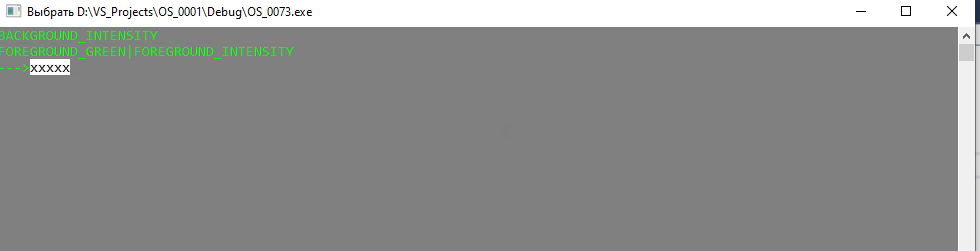 Выбрать D:\VS_Projects\OS_0001\Debug\OS_0073.exe
BACKGROUND_INTENSITY
FOREGROUND_GREEN|FOREGROUND_INTENSITY
--->xxxxx